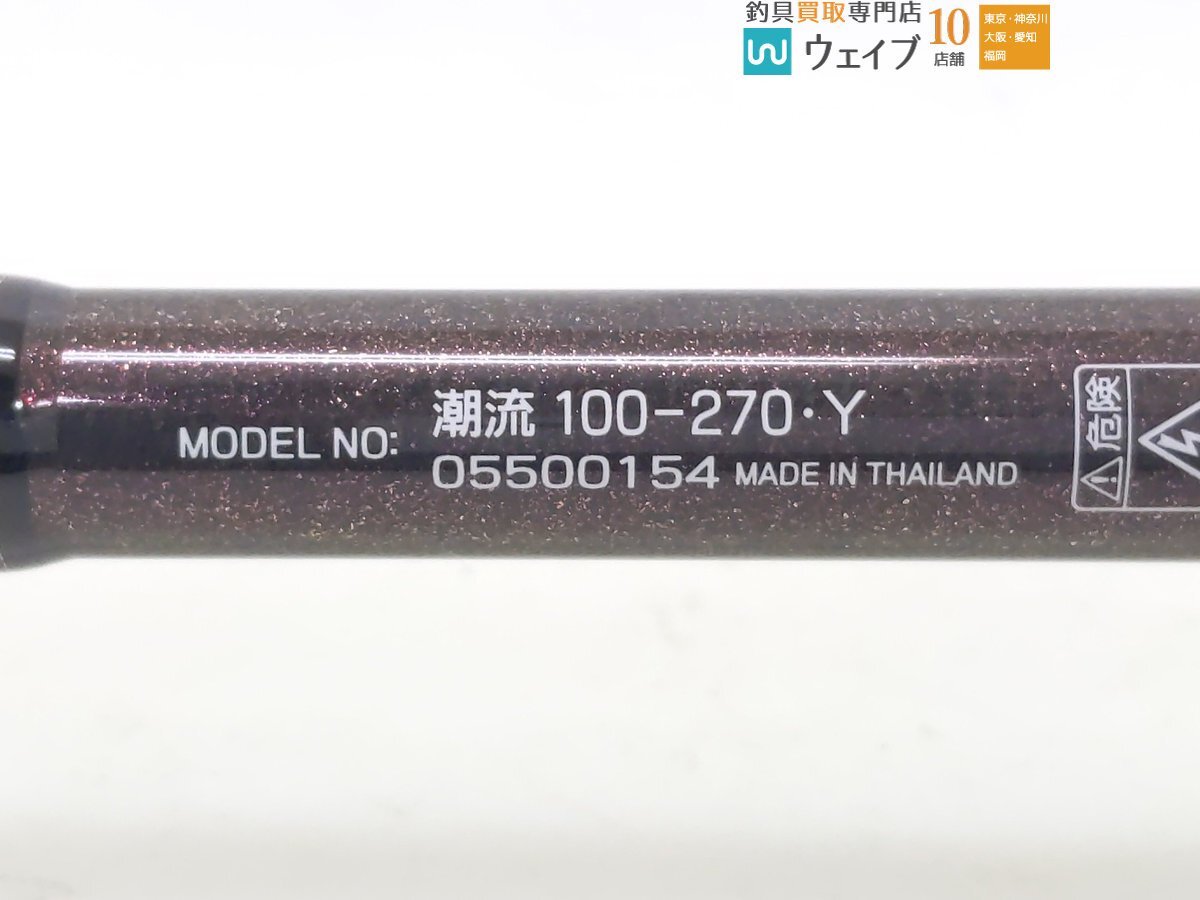 釣具買取専門店
ウェイブ
10
店舗
東京・神奈川
大阪・愛知
福岡
MODEL NO:
潮流 100-270・Y
05500154 MADE IN THAILAND
危険